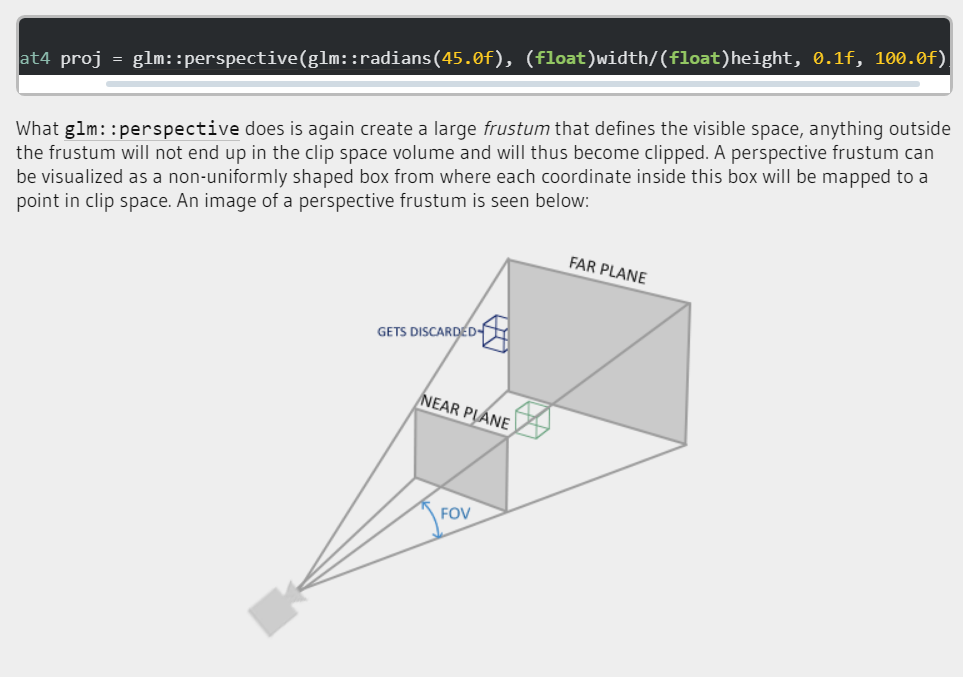 at4 proj = glm::perspective(glm::radians(45.0f), (float)width/(float)height, 0.1f, 100.0f)
What glm::perspective does is again create a large frustum that defines the visible space, anything outside
the frustum will not end up in the clip space volume and will thus become clipped. A perspective frustum can
be visualized as a non-uniformly shaped box from where each coordinate inside this box will be mapped to a
point in clip space. An image of a perspective frustum is seen below:
FAR PLANE
GETS DISCARDED
NEAR PLANE
FOV